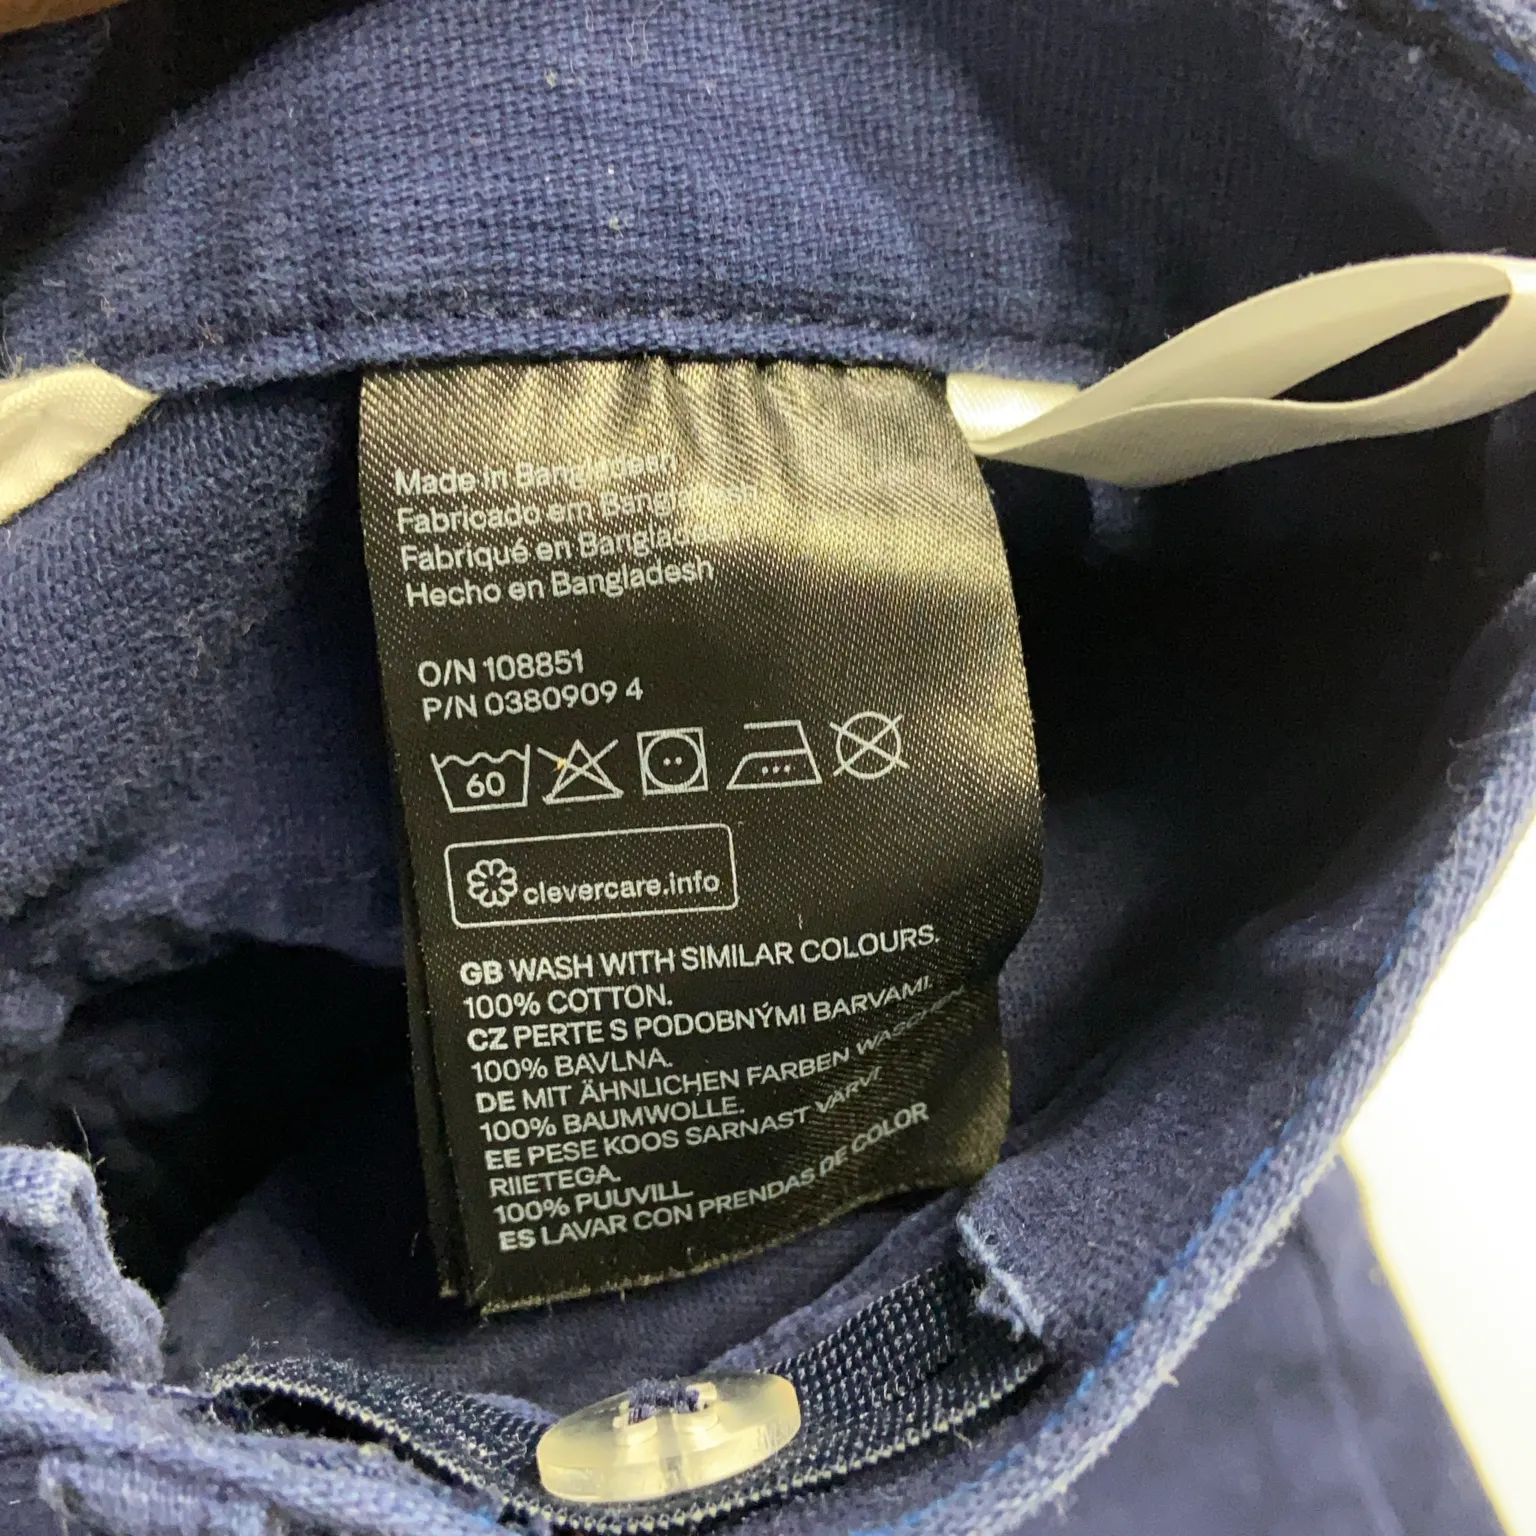 Made in Bangladesh
Fabricado em Bangladesh
Fabriqué en Bangladesh
Hecho en Bangladesh
O/N 108851
P/N 0380909 4
60
clevercare.info
GB WASH WITH SIMILAR COLOURS.
100% COTTON.
CZ PERTE S PODOBNÝMI BARVAMI.
100% BAVLNA.
DE MIT ÄHNLICHEN FARBEN WASCHEN
100% BAUMWOLLE.
EE PESE KOOS SARNAST VÄRVI
RIIETEGA.
100% PUUVILL
ES LAVAR CON PRENDAS DE COLOR